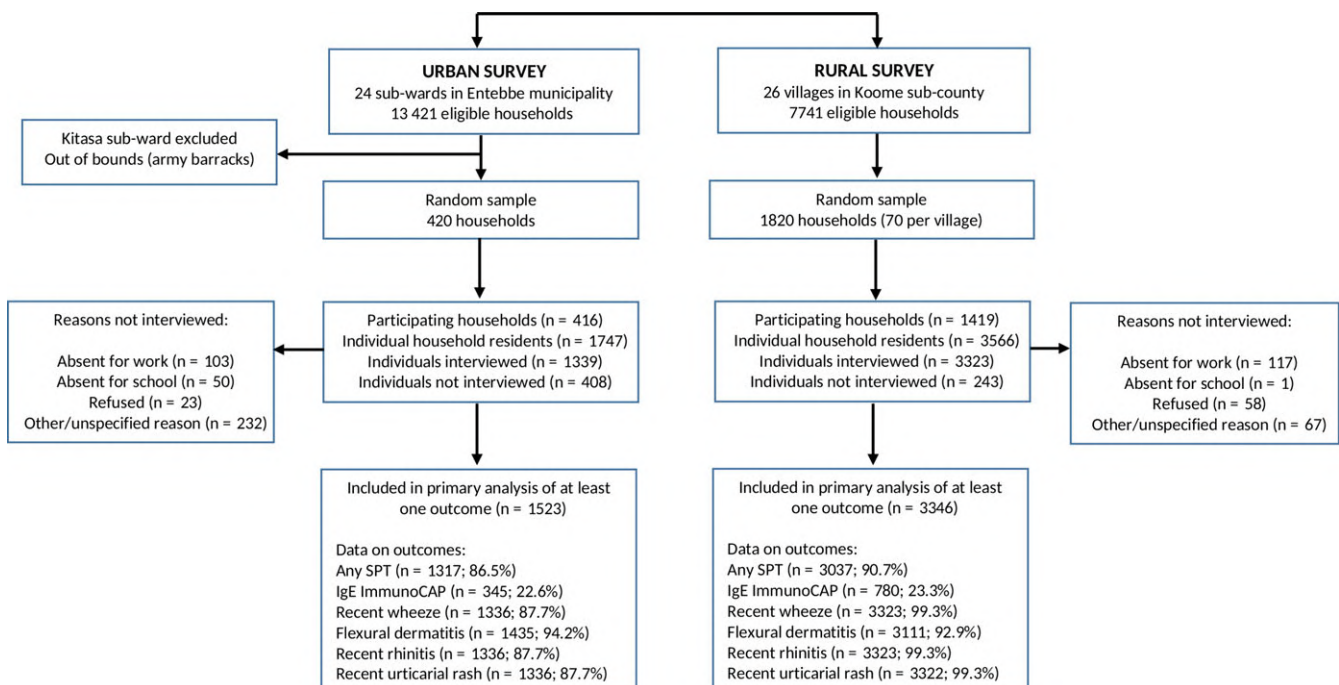 URBAN SURVEY
24 sub-wards in Entebbe municipality
13 421 eligible households
RURAL SURVEY
26 villages in Koome sub-county
7741 eligible households
Kitasa sub-ward excluded
Out of bounds (army barracks)
Random sample
420 households
Random sample
1820 households (70 per village)
Reasons not interviewed:
Absent for work (n = 103)
Absent for school (n = 50)
Refused (n = 23)
Other/unspecified reason (n = 232)
Participating households (n = 416)
Individual household residents (n = 1747)
Individuals interviewed (n = 1339)
Individuals not interviewed (n = 408)
Participating households (n = 1419)
Individual household residents (n = 3566)
Individuals interviewed (n = 3323)
Individuals not interviewed (n = 243)
Reasons not interviewed:
Absent for work (n = 117)
Absent for school (n = 1)
Refused (n = 58)
Other/unspecified reason (n = 67)
Included in primary analysis of at least
one outcome (n = 1523)
Data on outcomes:
Any SPT (n = 1317; 86.5%)
IgE ImmunoCAP (n = 345; 22.6%)
Recent wheeze (n = 1336; 87.7%)
Flexural dermatitis (n = 1435; 94.2%)
Recent rhinitis (n = 1336; 87.7%)
Recent urticarial rash (n = 1336; 87.7%)
Included in primary analysis of at least
one outcome (n = 3346)
Data on outcomes:
Any SPT (n = 3037; 90.7%)
IgE ImmunoCAP (n = 780; 23.3%)
Recent wheeze (n = 3323; 99.3%)
Flexural dermatitis (n = 3111; 92.9%)
Recent rhinitis (n = 3323; 99.3%)
Recent urticarial rash (n = 3322; 99.3%)